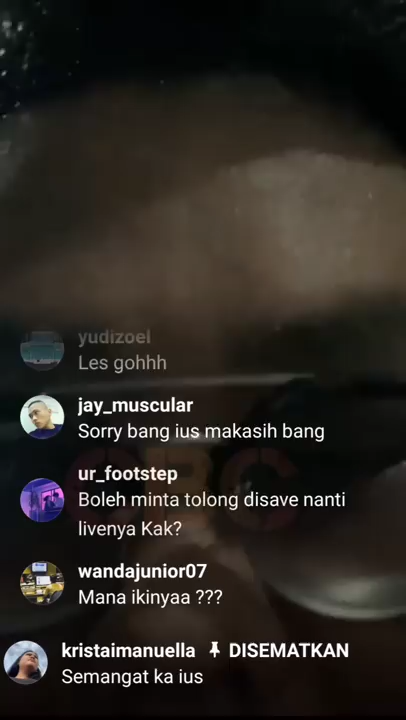 yudizoel
Les gohhh
jay_muscular
Sorry bang ius makasih bang
ur_footstep
Boleh minta tolong disave nanti
livenya Kak?
wandajunior07
Mana ikinyaa ???
kristaimanuella DISEMATKAN
Semangat ka ius